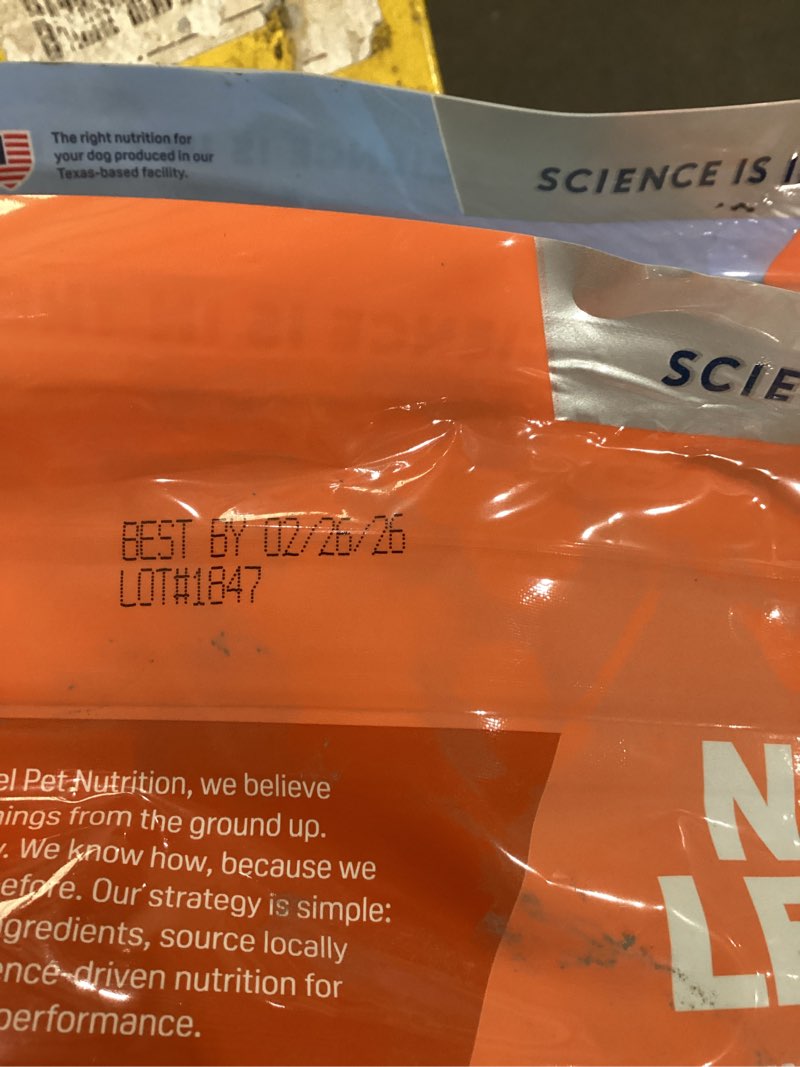 The right nutrition for
your dog produced in our
Texas-based facility.
SCIENCE IS
SCIE
BEST BY 02/26/26
LOT#1847
el Pet Nutrition, we believe
ings from the ground up.
. We know how, because we
efore. Our strategy is simple:
gredients, source locally
ence-driven nutrition for
performance.
N
LE